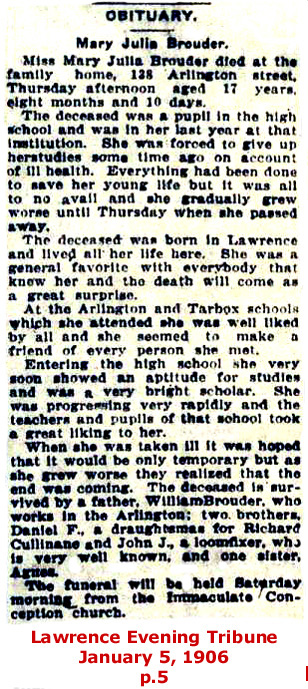 OBITUARY.
Mary Julia Brouder.
Miss Mary Julia Brouder died at the
family home, 138 Arlington street,
Thursday afternoon aged 17 years,
eight months and 10 days.
The deceased was a pupil in the high
school and was in her last year at that
institution. She was forced to give up
herstudies some time ago on account
of ill health. Everything had been done
to save her young life but it was all
to no avail and she gradually grew
worse until Thursday when she passed
away.
The deceased was born in Lawrence
and lived all her life here. She was a
general favorite with everybody that
knew her and the death will come as
a great surprise.
At the Arlington and Tarbox schools
which she attended she was well liked
by all and she seemed to make a
friend of every person she met.
Entering the high school she very
soon showed an aptitude for studies
and was a very bright scholar. She
was progressing very rapidly and the
teachers and pupils of that school took
a great liking to her.
When she was taken ill it was hoped
that it would be only temporary but as
she grew worse they realized that the
end was coming. The deceased is sur-
vived by a father, WilliamBrouder, who
works in the Arlington; two brothers,
Daniel F., a draughtsmas for Richard
Cullinane and John J., a loomfixer, who
is very well known, and one sister,
Agnes.
The funeral will be held Saturday
morning from the Immaculate Con-
ception church.
Lawrence Evening Tribune
January 5, 1906
p.5